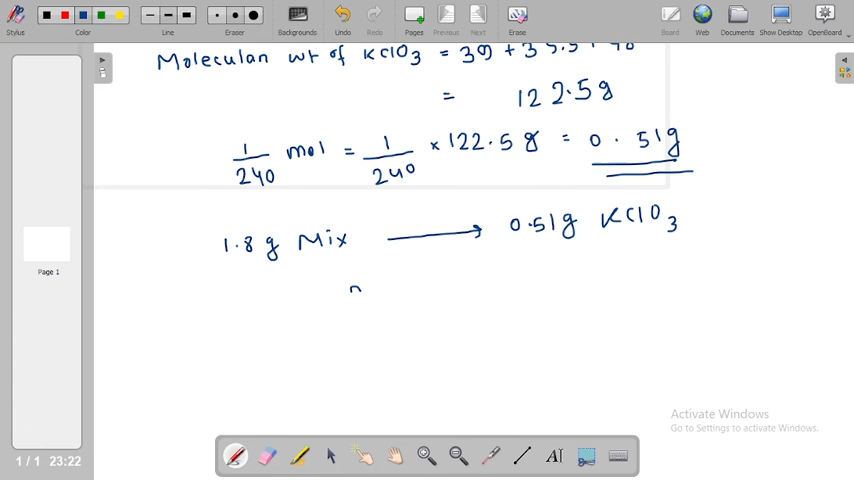 Stylus
Color
Line
Eraser
Backgrounds
Undo
Redo
Pages
Previous
Next
Erase
Board
Web
Documents
Show Desktop
OpenBoard
Moleculan wt of KClO3 = 39 + 35.5 + 48
= 122.5g
1/240 mol = 1/240 × 122.5g = 0.51g
1.8g Mix → 0.51g KClO3
Page 1
Activate Windows
Go to Settings to activate Windows.
1 / 1 23:22